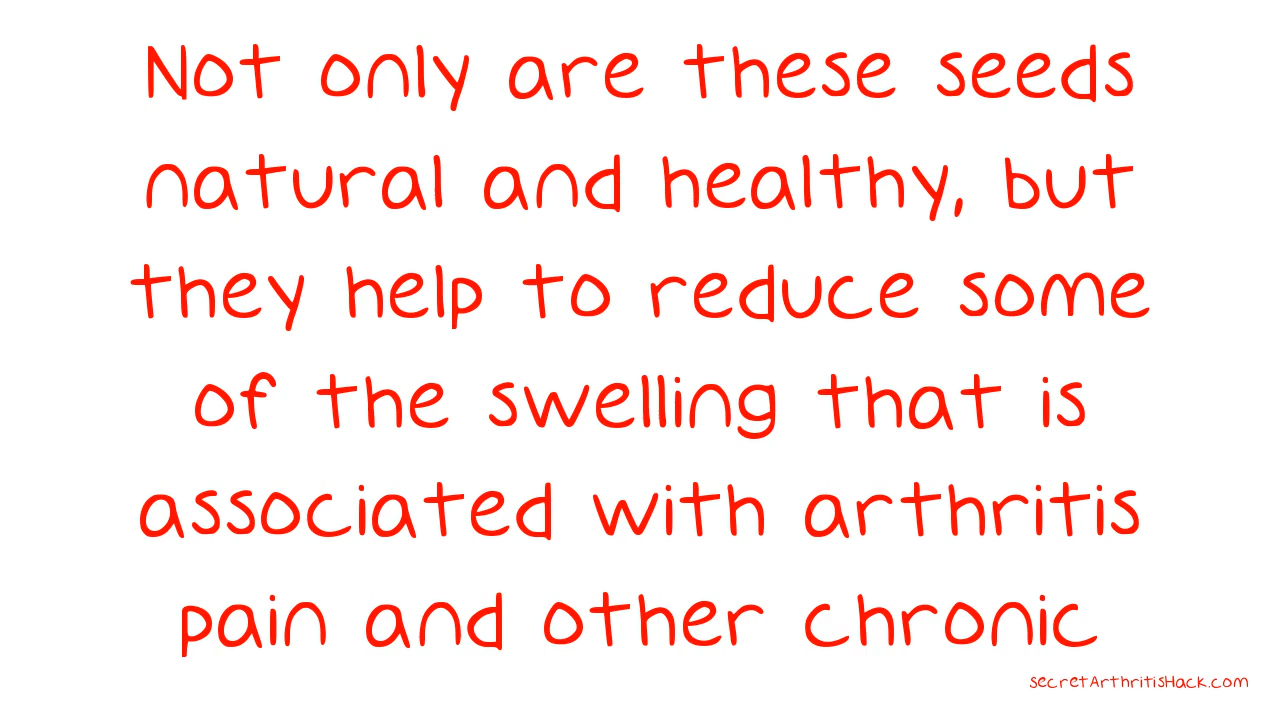 Not only are these seeds
natural and healthy, but
they help to reduce some
of the swelling that is
associated with arthritis
pain and other chronic
secretArthritisHack.com